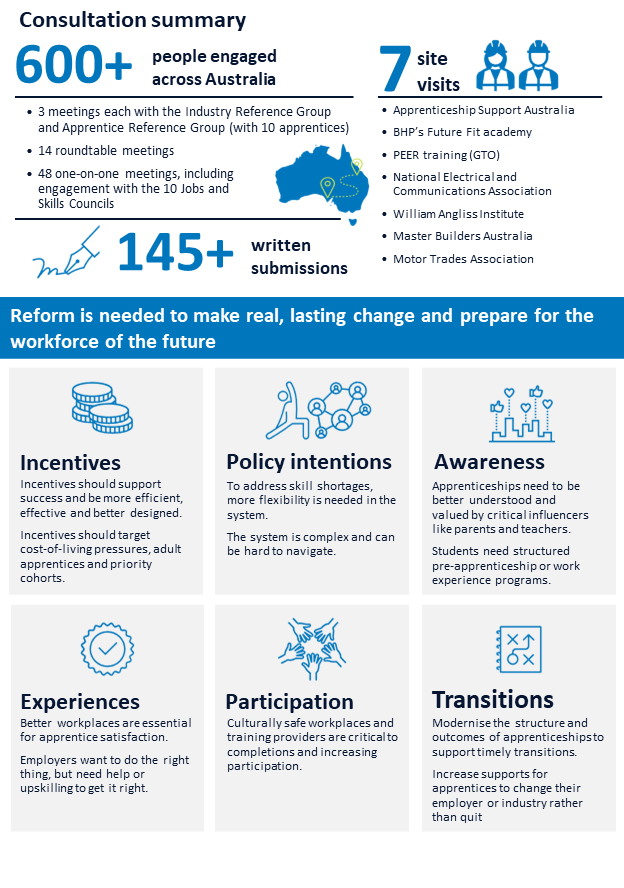 Consultation summary
600+ people engaged
across Australia
• 3 meetings each with the Industry Reference Group
and Apprentice Reference Group (with 10 apprentices)
• 14 roundtable meetings
• 48 one-on-one meetings, including
engagement with the 10 Jobs and
Skills Councils
145+ written
submissions
7 site
visits
• Apprenticeship Support Australia
• BHP's Future Fit academy
• PEER training (GTO)
• National Electrical and
Communications Association
• William Angliss Institute
• Master Builders Australia
• Motor Trades Association
Reform is needed to make real, lasting change and prepare for the
workforce of the future
Incentives
Incentives should support
success and be more efficient,
effective and better designed.
Incentives should target
cost-of-living pressures, adult
apprentices and priority
cohorts.
Policy intentions
To address skill shortages,
more flexibility is needed in the
system.
The system is complex and can
be hard to navigate.
Awareness
Apprenticeships need to be
better understood and
valued by critical influencers
like parents and teachers.
Students need structured
pre-apprenticeship or work
experience programs.
Experiences
Better workplaces are essential
for apprentice satisfaction.
Employers want to do the right
thing, but need help or
upskilling to get it right.
Participation
Culturally safe workplaces and
training providers are critical to
completions and increasing
participation.
Transitions
Modernise the structure and
outcomes of apprenticeships to
support timely transitions.
Increase supports for
apprentices to change their
employer or industry rather
than quit